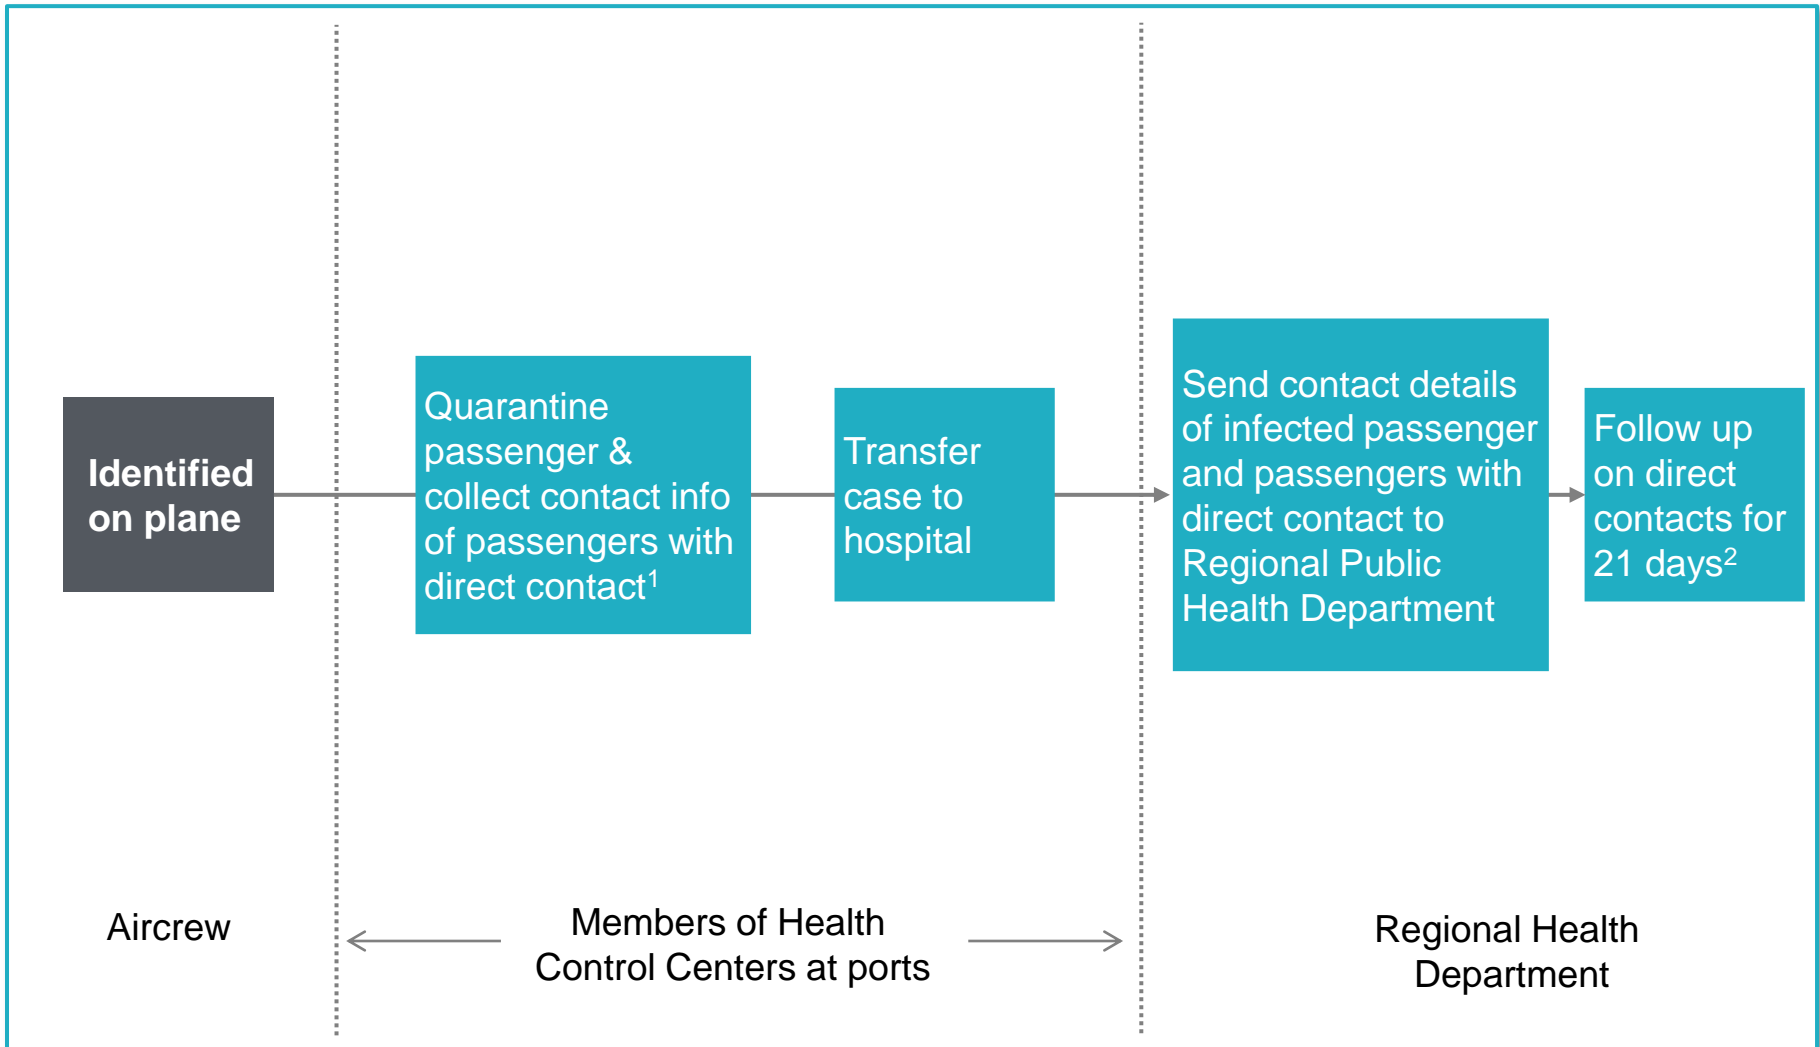 Identified
on plane
Quarantine
passenger &
collect contact info
of passengers with
direct contact¹
Transfer
case to
hospital
Send contact details
of infected passenger
and passengers with
direct contact to
Regional Public
Health Department
Follow up
on direct
contacts for
21 days²
Aircrew
Members of Health
Control Centers at ports
Regional Health
Department